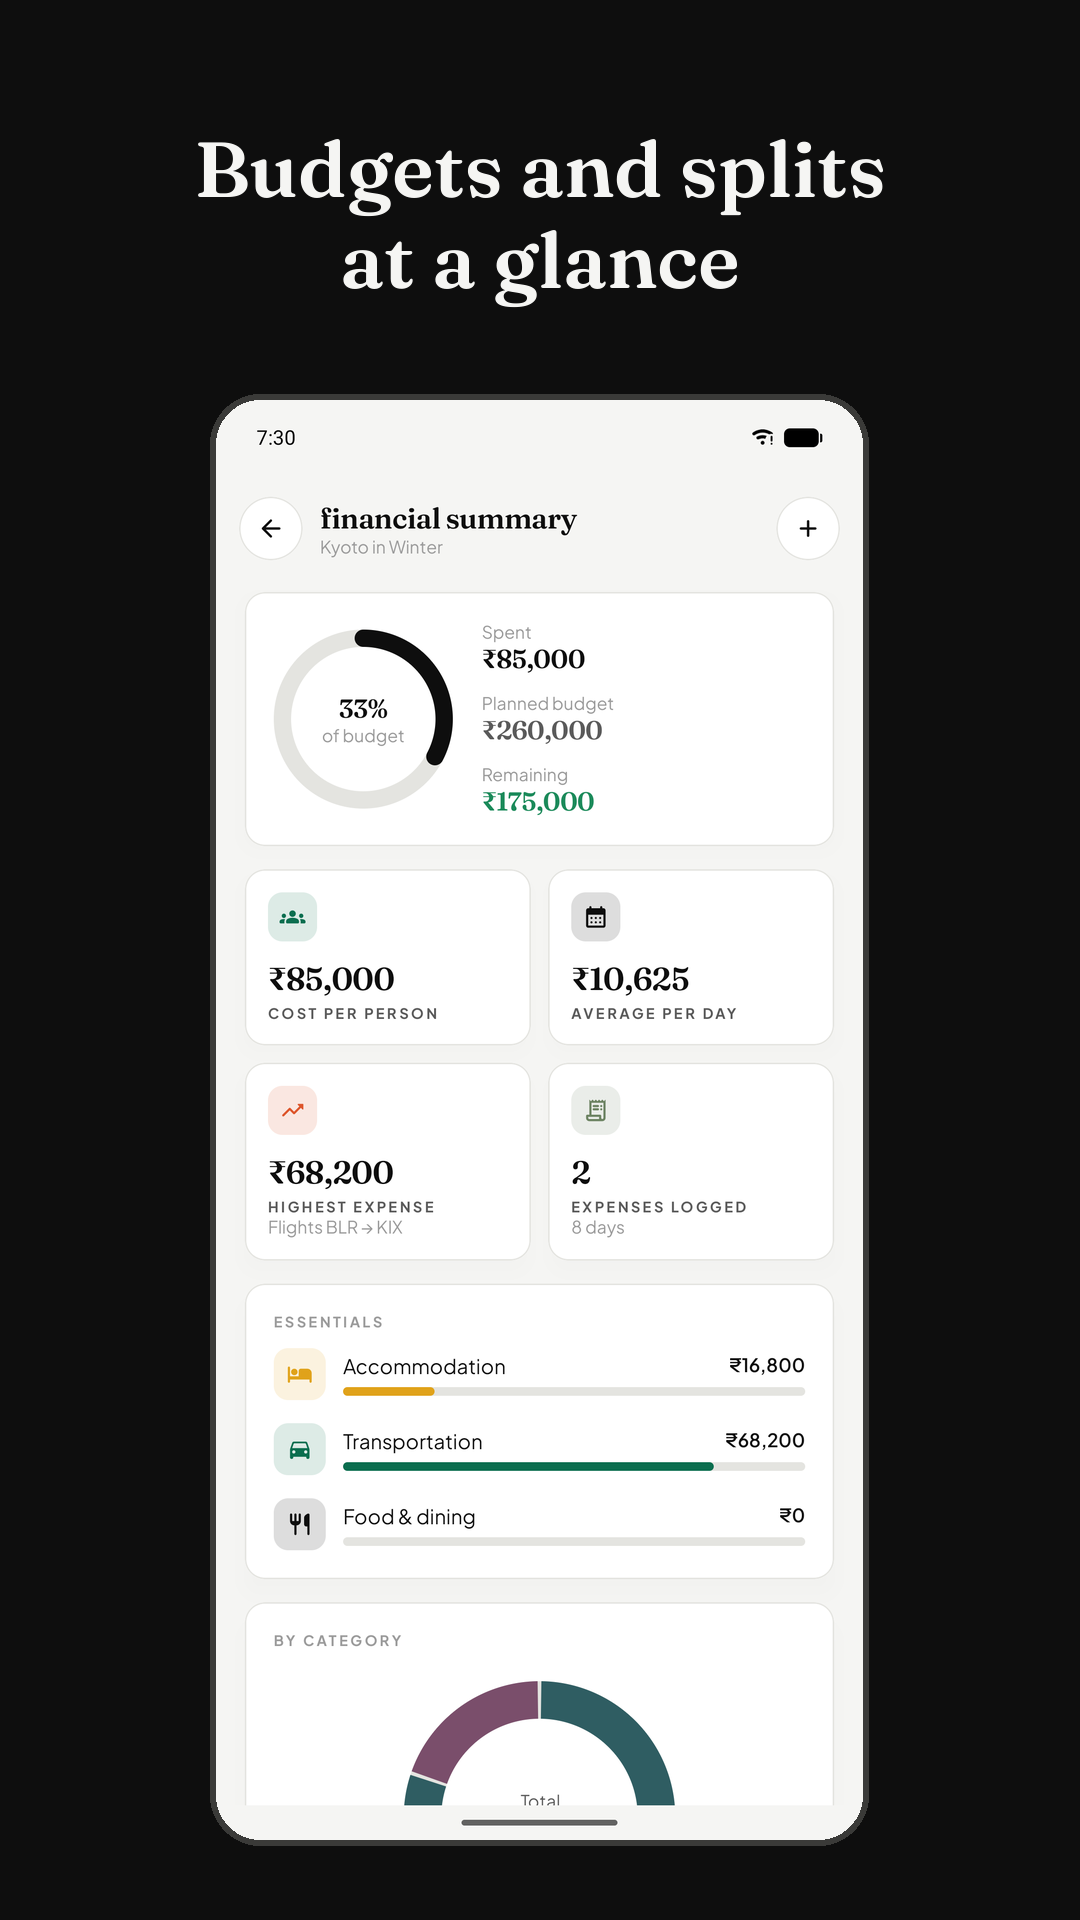 Budgets and splits
at a glance
7:30
financial summary
Kyoto in Winter
33%
of budget
Spent
₹85,000
Planned budget
₹260,000
Remaining
₹175,000
₹85,000
COST PER PERSON
₹10,625
AVERAGE PER DAY
₹68,200
HIGHEST EXPENSE
Flights BLR → KIX
2
EXPENSES LOGGED
8 days
ESSENTIALS
Accommodation ₹16,800
Transportation ₹68,200
Food & dining ₹0
BY CATEGORY
Total